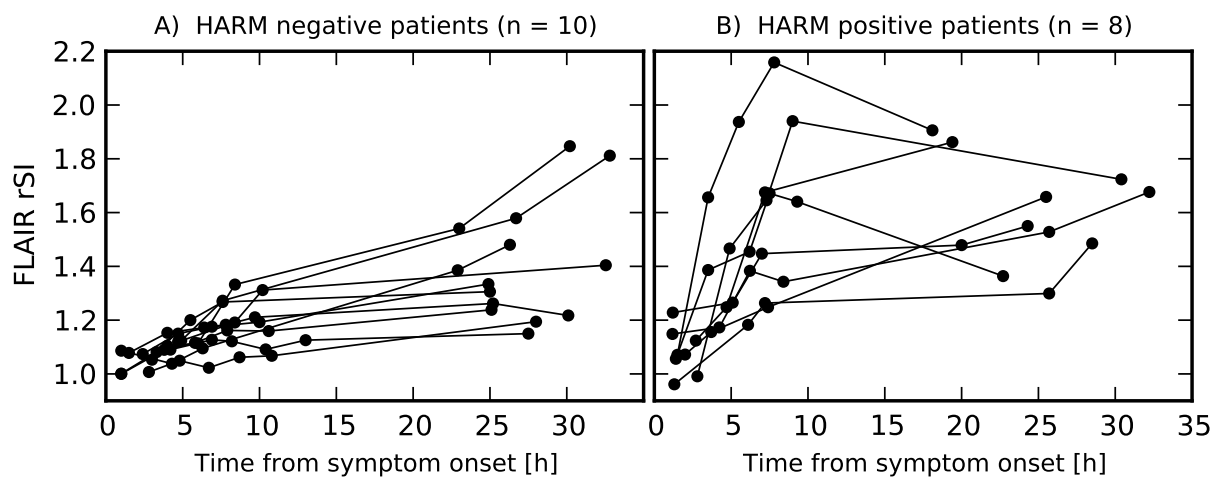 A) HARM negative patients (n = 10)
B) HARM positive patients (n = 8)
FLAIR rSI
2.2
2.0
1.8
1.6
1.4
1.2
1.0
0 5 10 15 20 25 30
0 5 10 15 20 25 30 35
Time from symptom onset [h]
Time from symptom onset [h]